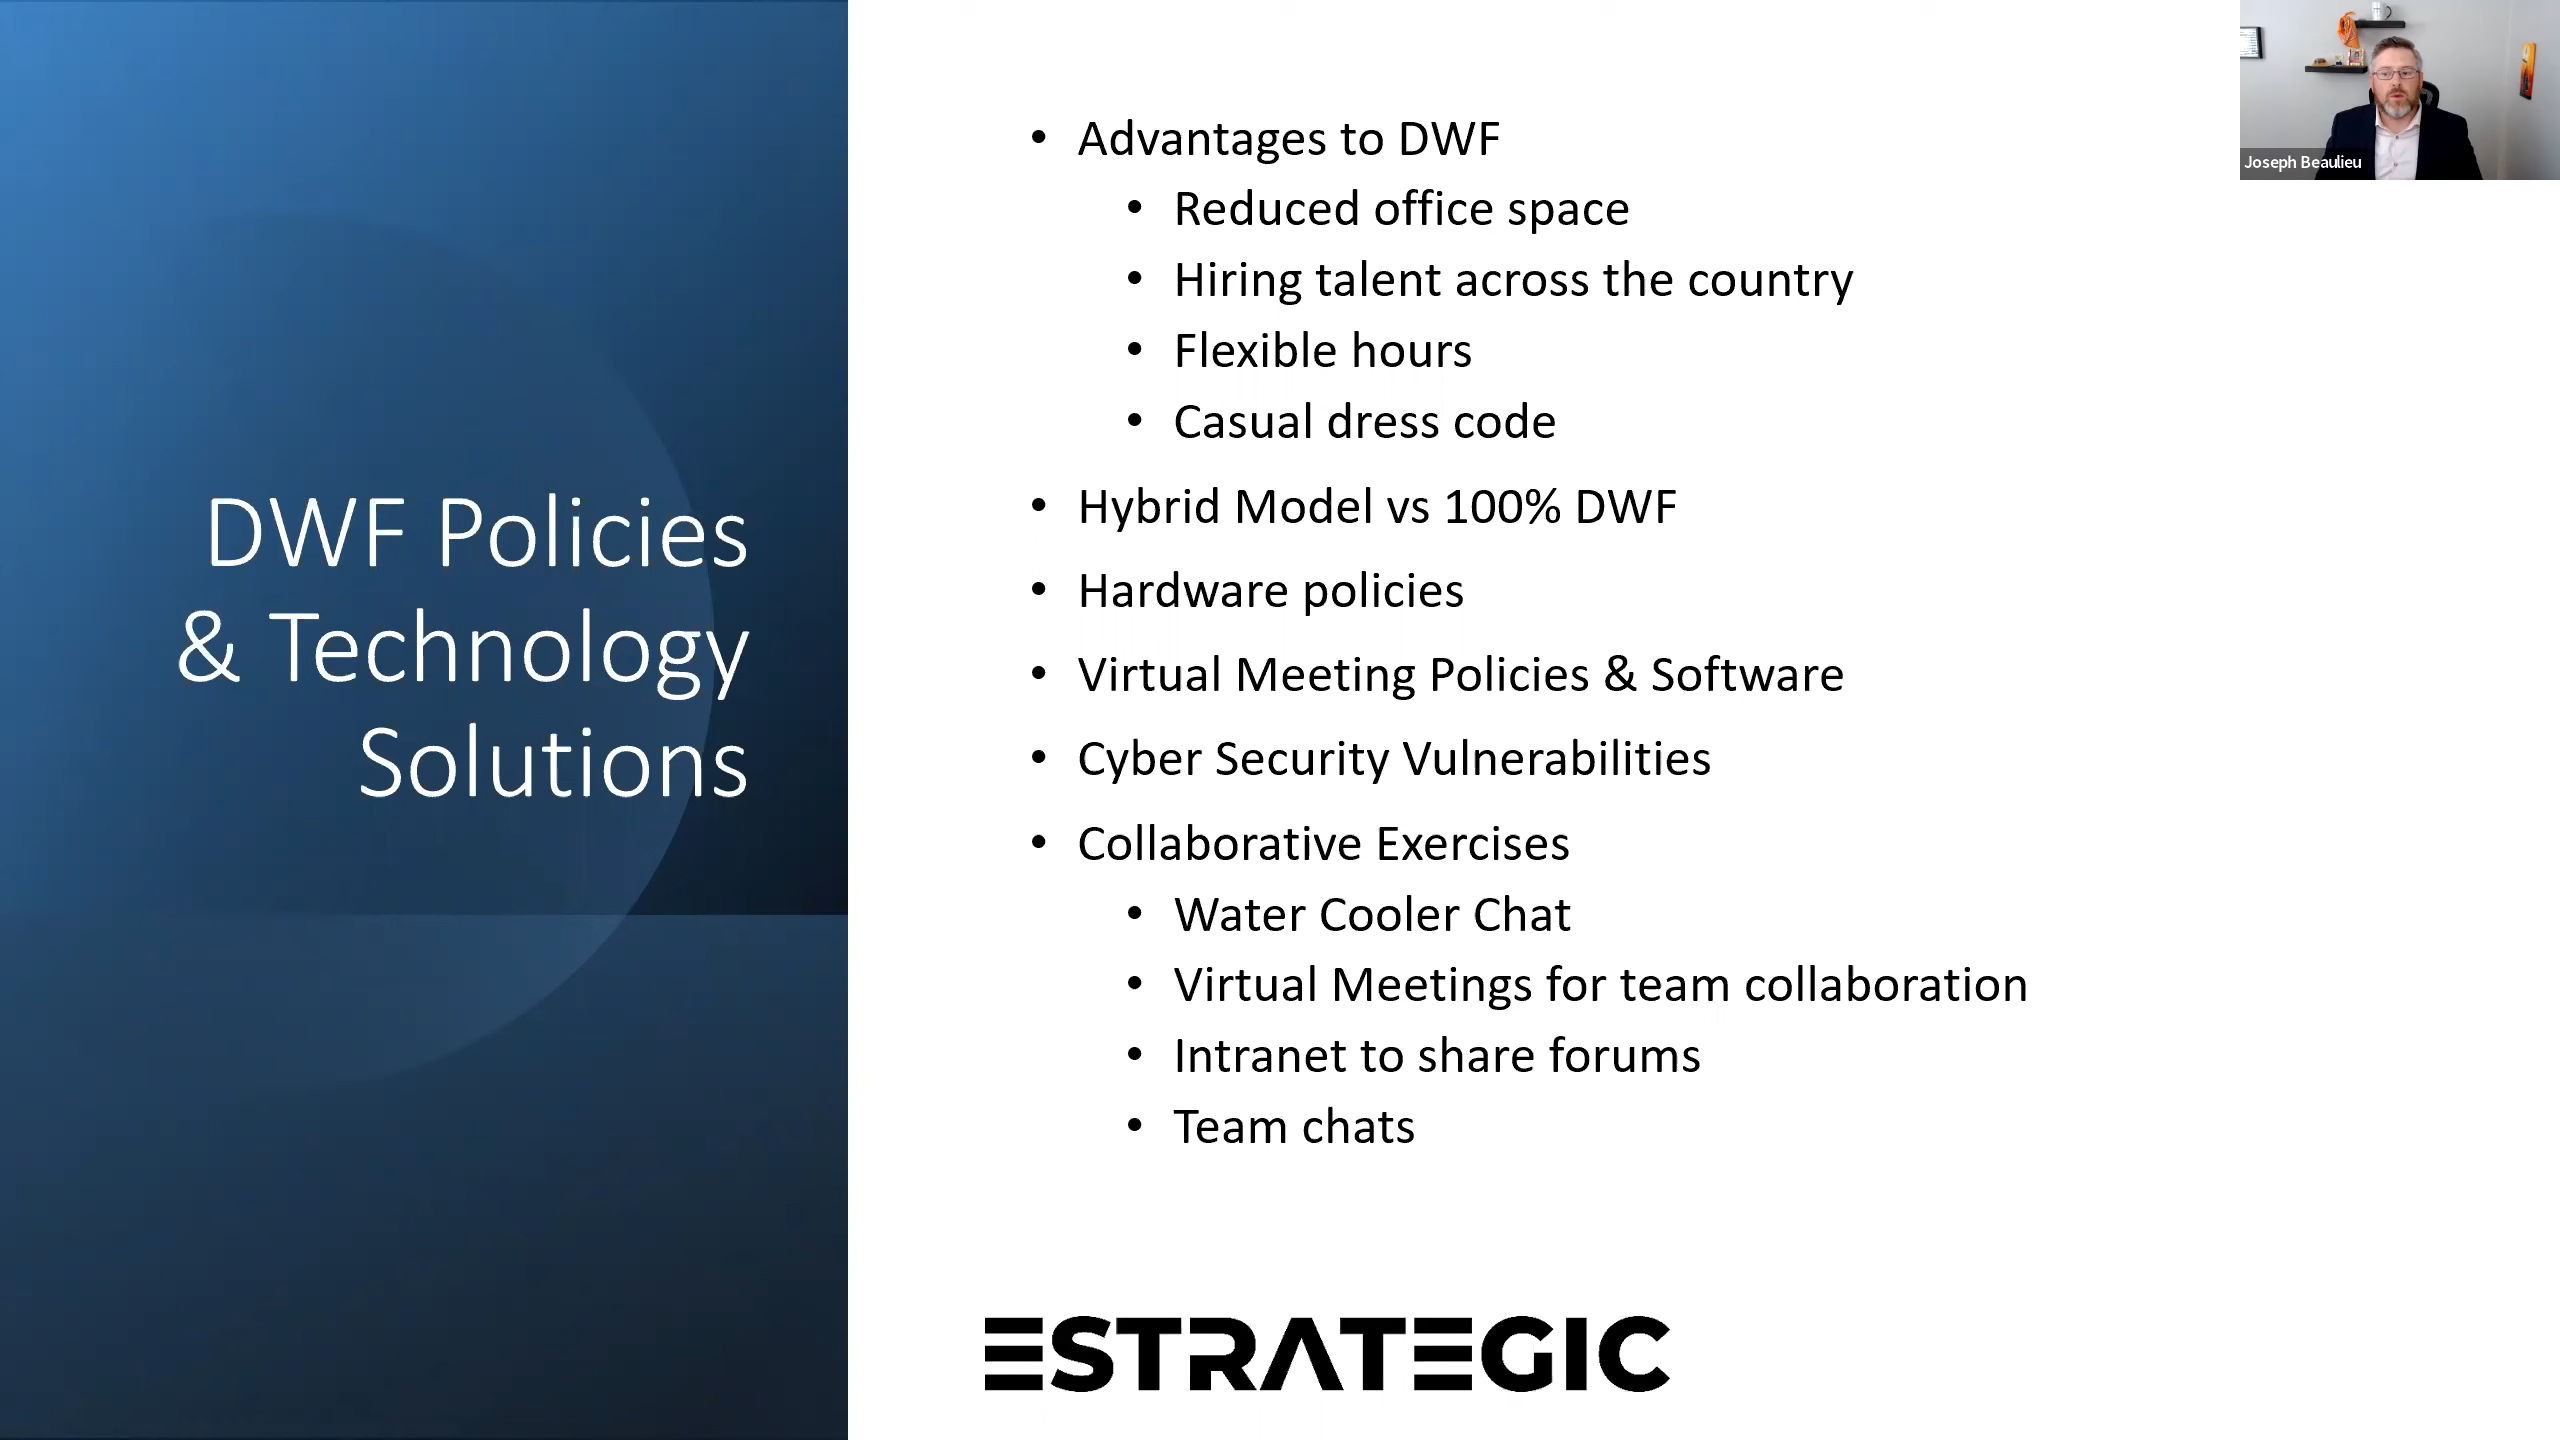 DWF Policies
& Technology
Solutions
• Advantages to DWF
• Reduced office space
• Hiring talent across the country
• Flexible hours
• Casual dress code
• Hybrid Model vs 100% DWF
• Hardware policies
• Virtual Meeting Policies & Software
• Cyber Security Vulnerabilities
• Collaborative Exercises
• Water Cooler Chat
• Virtual Meetings for team collaboration
• Intranet to share forums
• Team chats
ESTRATEGIC
Joseph Beaulieu